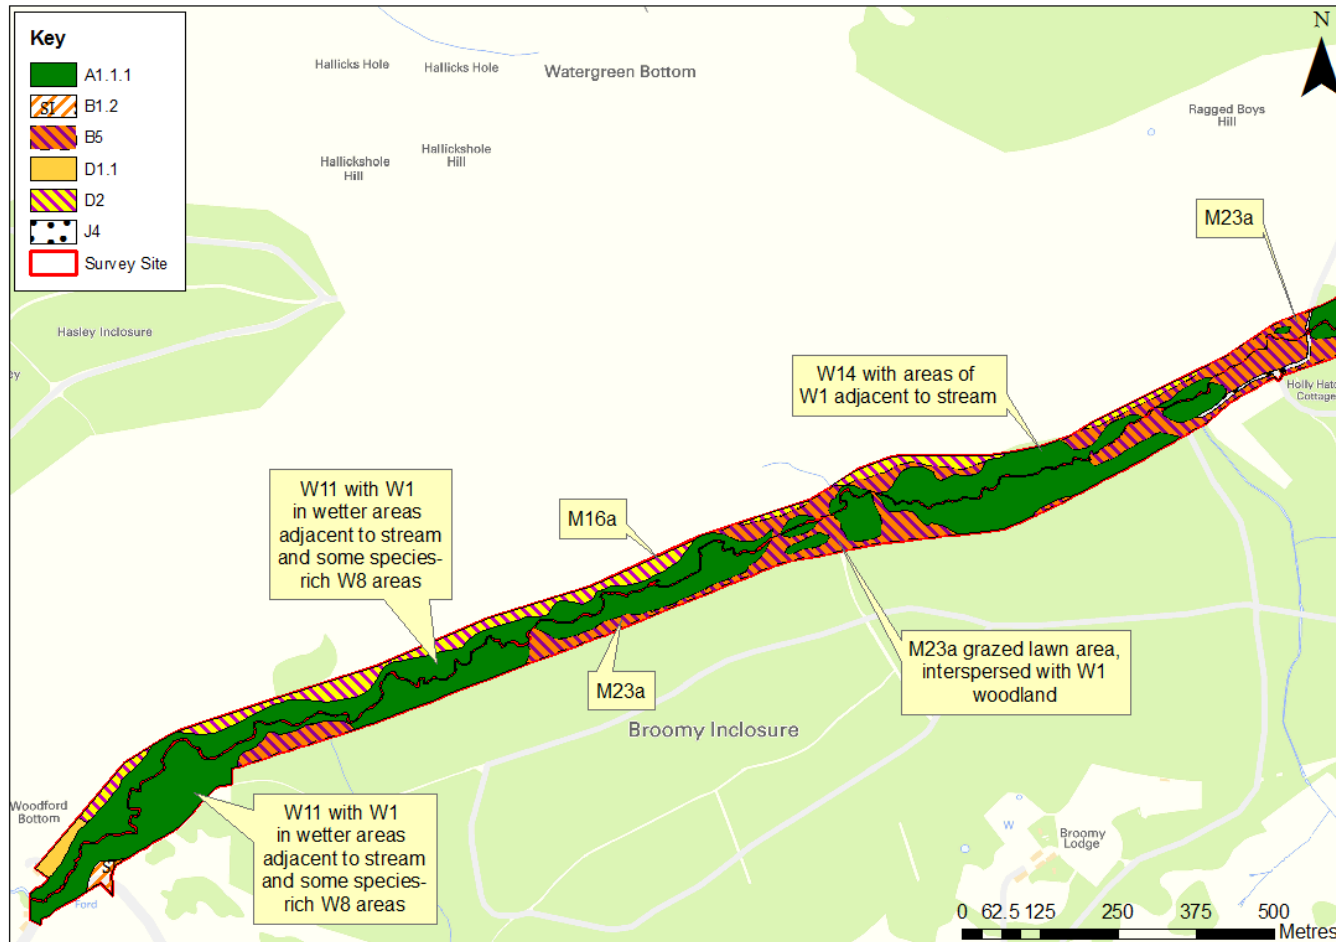 Key
A1.1.1
SI
B1.2
B5
D1.1
D2
J4
Survey Site
N
Hallicks Hole
Hallicks Hole
Watergreen Bottom
Ragged Boys
Hill
Hallickshole
Hill
Hallickshole
Hill
M23a
Hasley Inclosure
ey
W14 with areas of
W1 adjacent to stream
Holly Hatc
Cottage
W11 with W1
in wetter areas
adjacent to stream
and some species-
rich W8 areas
M16a
M23a
M23a grazed lawn area,
interspersed with W1
woodland
Broomy Inclosure
Woodford
Bottom
SI
Ford
W11 with W1
in wetter areas
adjacent to stream
and some species-
rich W8 areas
W
Broomy
Lodge
0 62.5 125 250 375 500
Metres